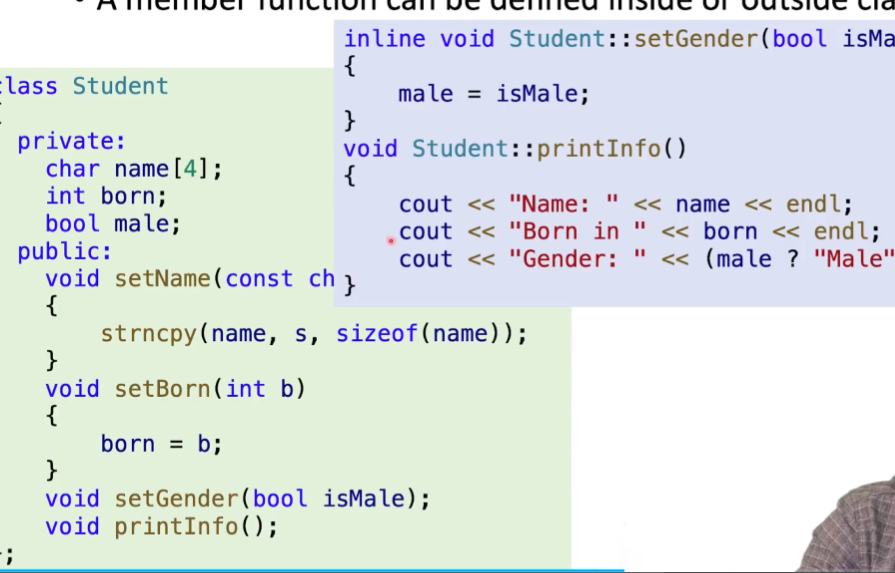 • A member function can be defined inside or outside
class Student
private:
char name[4];
int born;
bool male;
public:
void setName(const ch
{
strncpy(name, s, sizeof(name));
}
void setBorn(int b)
{
born = b;
}
void setGender(bool isMale);
void printInfo();
};
inline void Student::setGender(bool isMa
{
male = isMale;
}
void Student::printInfo()
{
cout << "Name: " << name << endl;
cout << "Born in " << born << endl;
cout << "Gender: " << (male ? "Male"
}